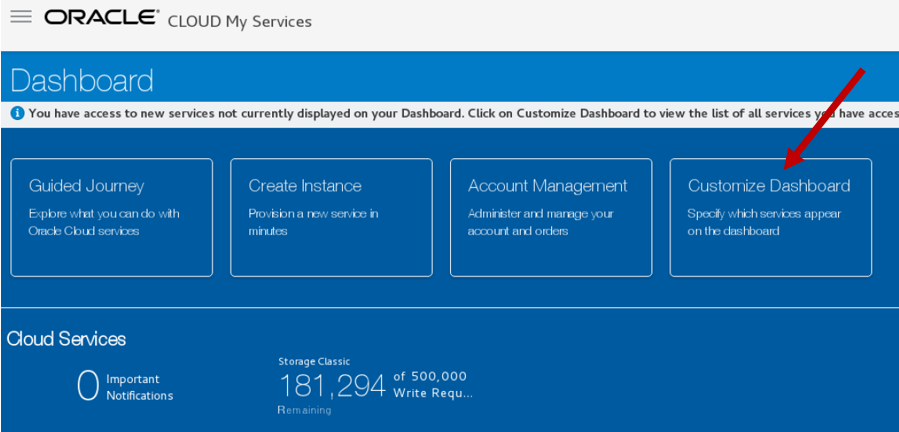 ORACLE® CLOUD My Services
Dashboard
You have access to new services not currently displayed on your Dashboard. Click on Customize Dashboard to view the list of all services you have acces
Guided Journey
Explore what you can do with
Oracle Cloud services
Create Instance
Provision a new service in
minutes
Account Management
Administer and manage your
account and orders
Customize Dashboard
Specify which services appear
on the dashboard
Cloud Services
0 Important
Notifications
Storage Classic
181,294 of 500,000
Write Requ...
Remaining